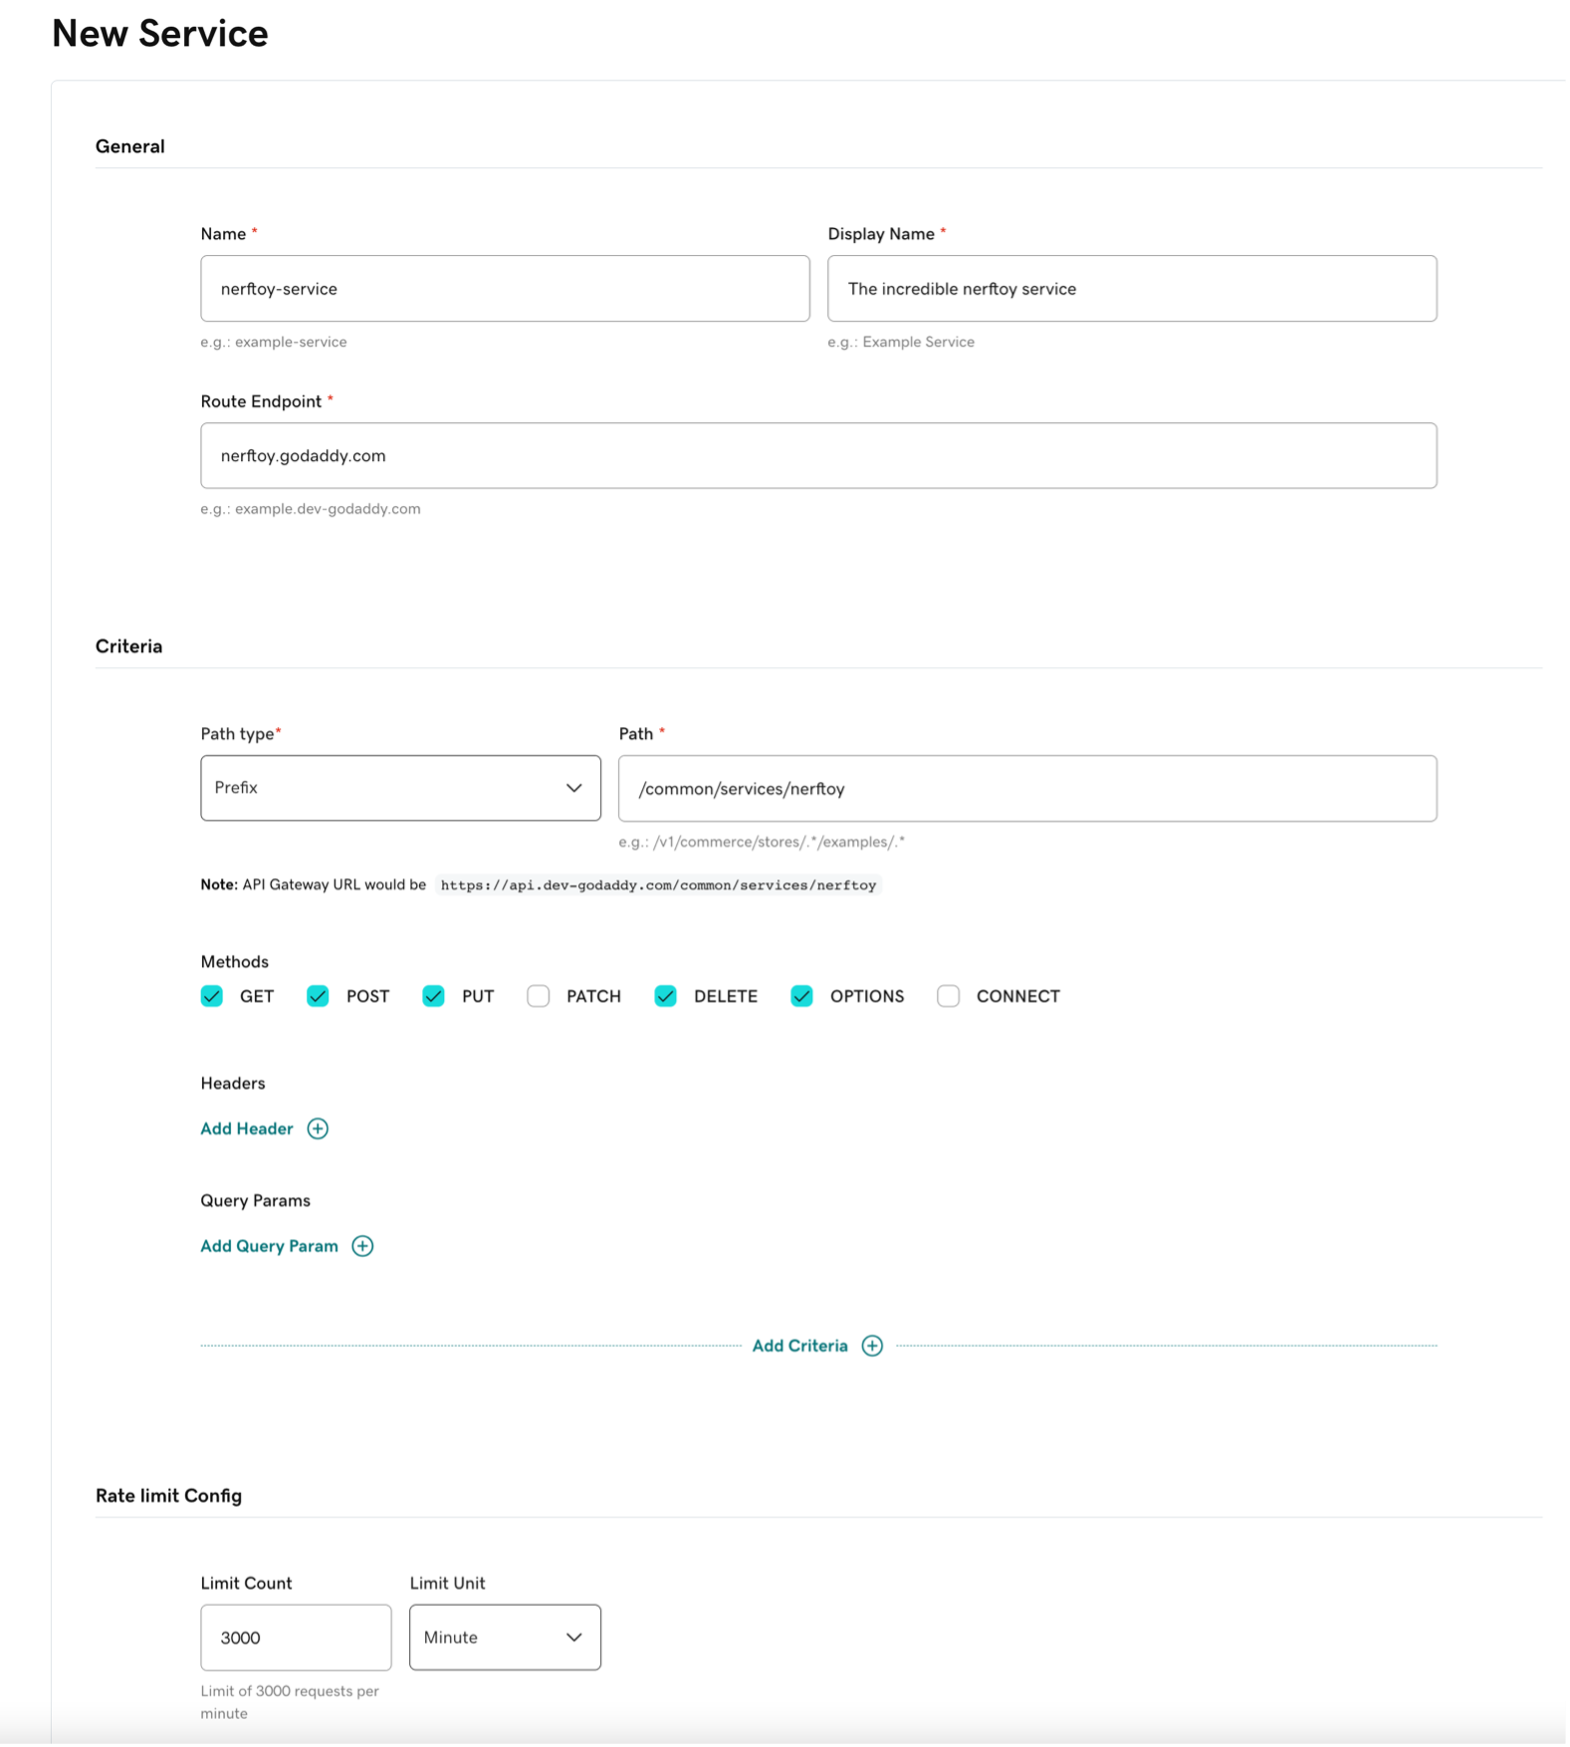 New Service
General
Name *
Display Name *
nerftoy-service
The incredible nerftoy service
e.g.: example-service
e.g.: Example Service
Route Endpoint *
nerftoy.godaddy.com
e.g.: example.dev-godaddy.com
Criteria
Path type*
Path *
Prefix
/common/services/nerftoy
e.g.: /v1/commerce/stores/.*/examples/.*
Note: API Gateway URL would be https://api.dev-godaddy.com/common/services/nerftoy
Methods
GET POST PUT PATCH DELETE OPTIONS CONNECT
Headers
Add Header
Query Params
Add Query Param
Add Criteria
Rate limit Config
Limit Count
Limit Unit
3000
Minute
Limit of 3000 requests per
minute